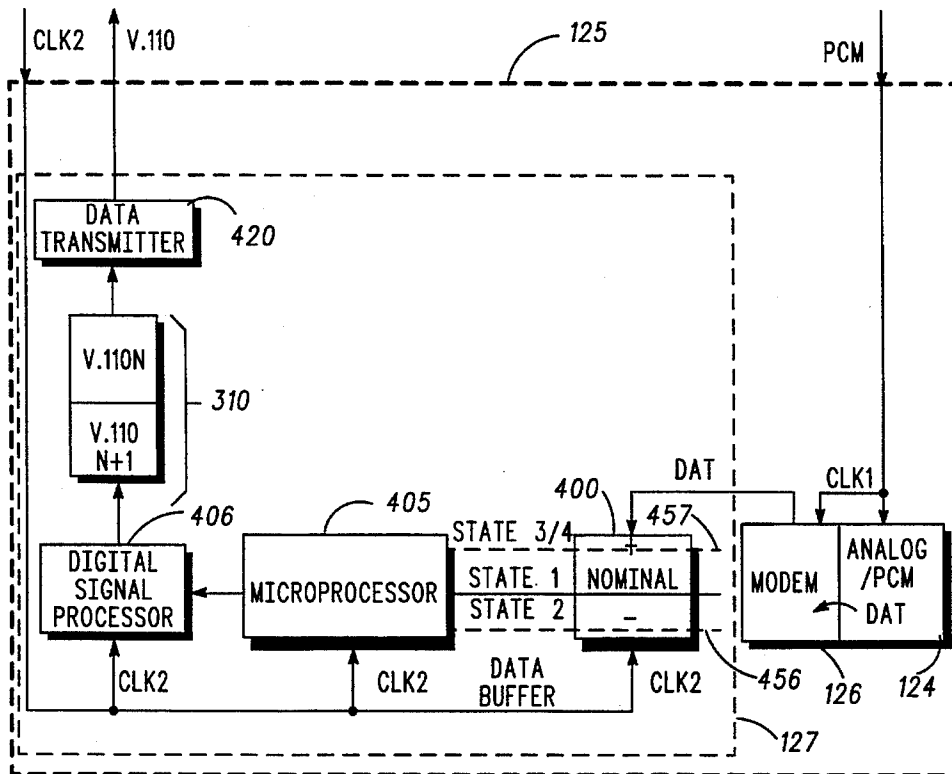 CLK2
V.110
125
PCM
DATA
TRANSMITTER
420
V.110N
V.110
N+1
310
DAT
CLK1
406
405
400
457
STATE 3/4
+
DIGITAL
SIGNAL
PROCESSOR
MICROPROCESSOR
STATE 1
NOMINAL
STATE 2
−
MODEM
ANALOG
/PCM
DAT
CLK2
CLK2
DATA
BUFFER
CLK2
456
126
124
127